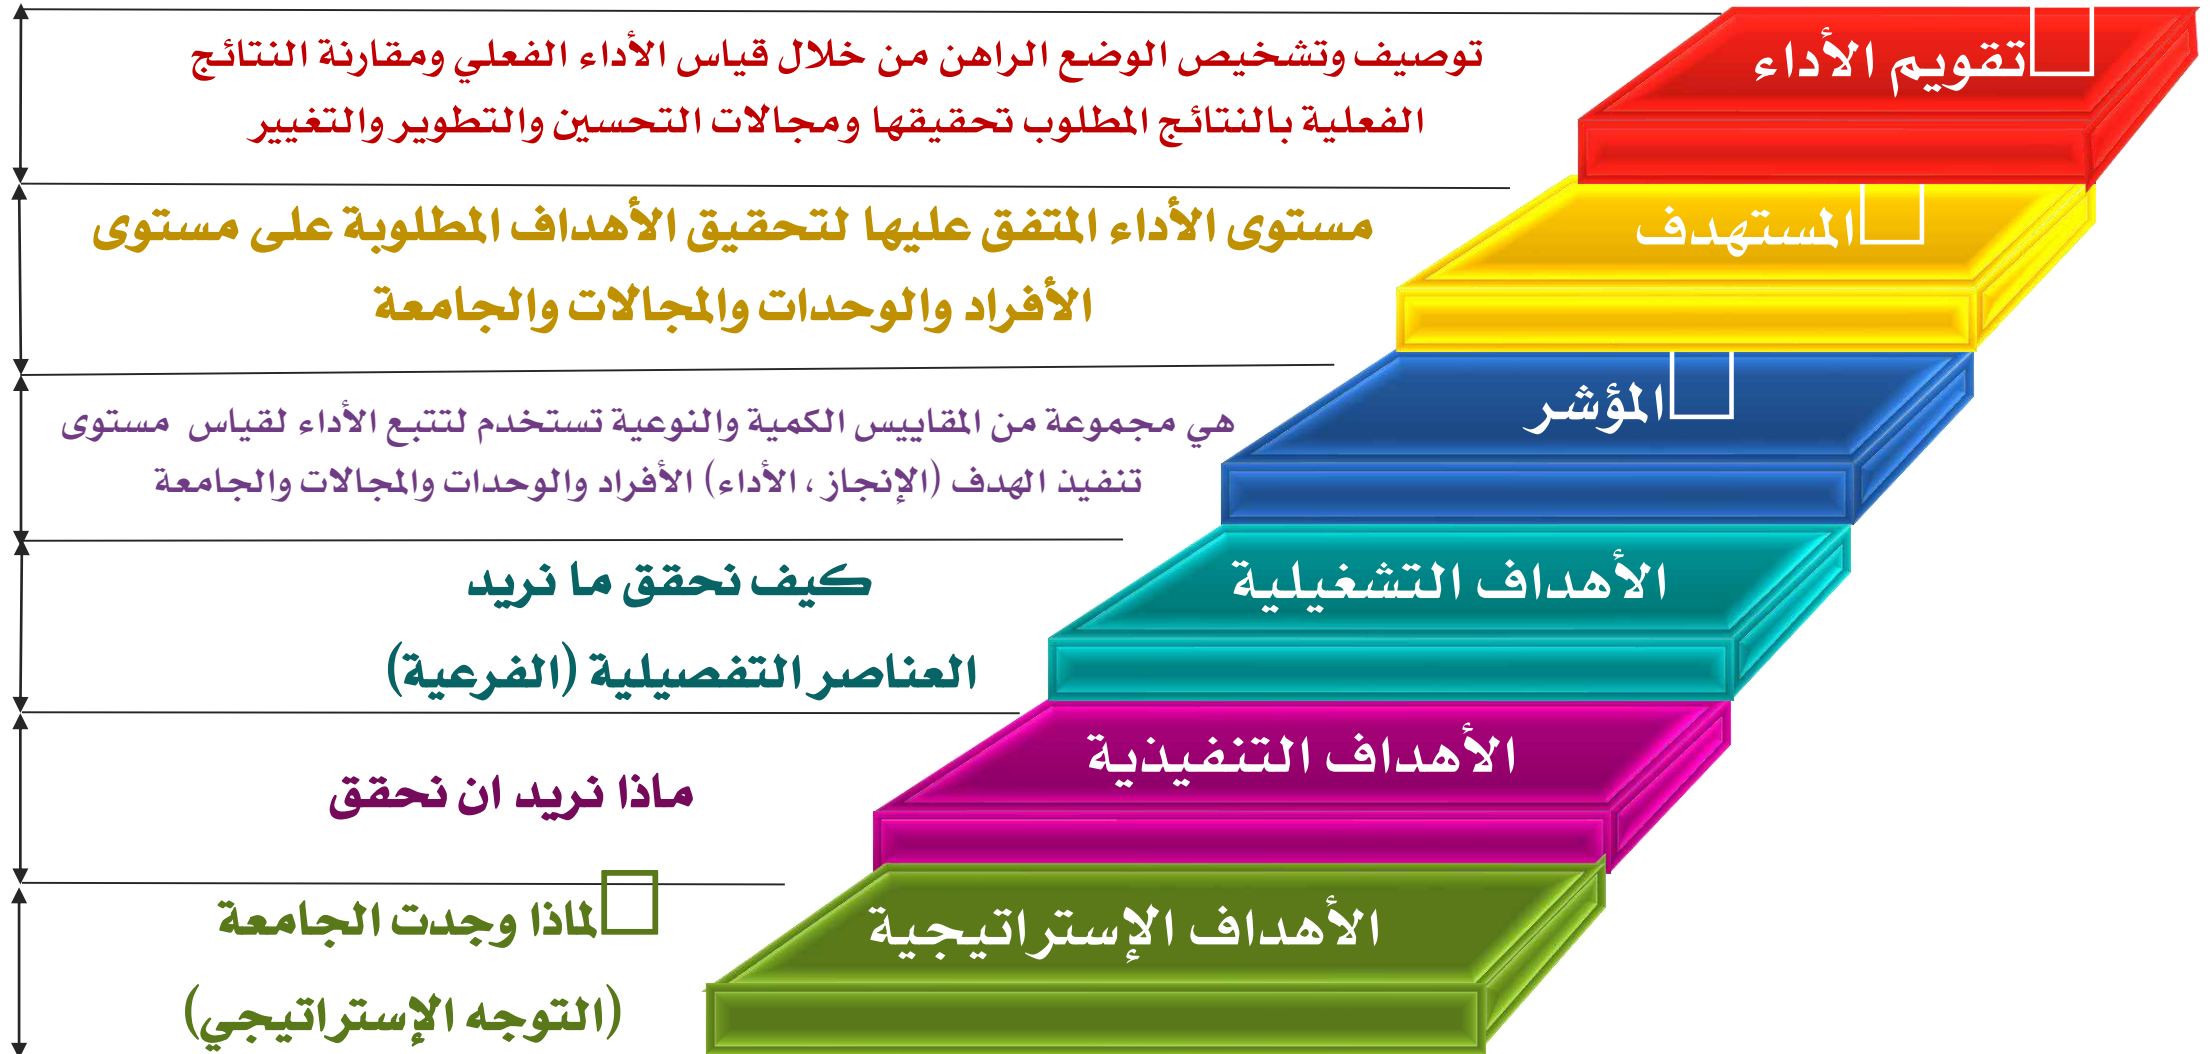 تقويم الأداء
توصيف وتشخيص الوضع الراهن من خلال قياس الأداء الفعلي ومقارنة النتائج
الفعلية بالنتائج المطلوب تحقيقها ومجالات التحسين والتطوير والتغيير
المستهدف
مستوى الأداء المتفق عليها لتحقيق الأهداف المطلوبة على مستوى
الأفراد والوحدات والمجالات والجامعة
المؤشر
هي مجموعة من المقاييس الكمية والنوعية تستخدم لتتبع الأداء لقياس مستوى
تنفيذ الهدف (الإنجاز ، الأداء) الأفراد والوحدات والمجالات والجامعة
الأهداف التشغيلية
كيف نحقق ما نريد
العناصر التفصيلية (الفرعية)
الأهداف التنفيذية
ماذا نريد ان نحقق
الأهداف الإستراتيجية
لماذا وجدت الجامعة
(التوجه الإستراتيجي)